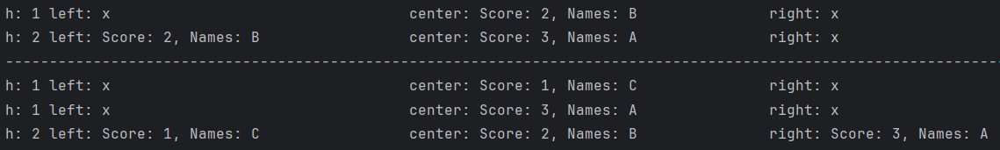 h: 1 left: x center: Score: 2, Names: B right: x
h: 2 left: Score: 2, Names: B center: Score: 3, Names: A right: x
------------------------------------------------------------------------------------------------------------------
h: 1 left: x center: Score: 1, Names: C right: x
h: 1 left: x center: Score: 3, Names: A right: x
h: 2 left: Score: 1, Names: C center: Score: 2, Names: B right: Score: 3, Names: A